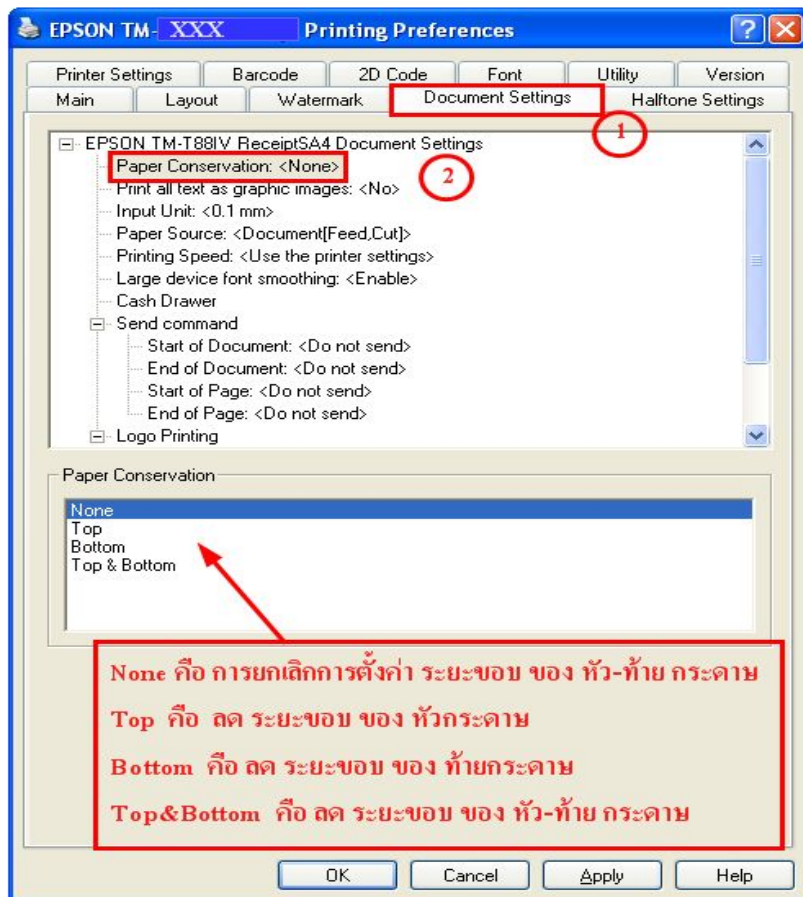 EPSON TM- XXX Printing Preferences
Printer Settings Barcode 2D Code Font Utility Version
Main Layout Watermark Document Settings Halftone Settings
1
EPSON TM-T88IV ReceiptSA4 Document Settings
Paper Conservation: <None>
2
Print all text as graphic images: <No>
Input Unit: <0.1 mm>
Paper Source: <Document[Feed,Cut]>
Printing Speed: <Use the printer settings>
Large device font smoothing: <Enable>
Cash Drawer
Send command
Start of Document: <Do not send>
End of Document: <Do not send>
Start of Page: <Do not send>
End of Page: <Do not send>
Logo Printing
Paper Conservation
None
Top
Bottom
Top & Bottom
None คือ การยกเลิกการตั้งค่า ระยะขอบ ของ หัว-ท้าย กระดาษ
Top คือ ลด ระยะขอบ ของ หัวกระดาษ
Bottom คือ ลด ระยะขอบ ของ ท้ายกระดาษ
Top&Bottom คือ ลด ระยะขอบ ของ หัว-ท้าย กระดาษ
OK Cancel Apply Help